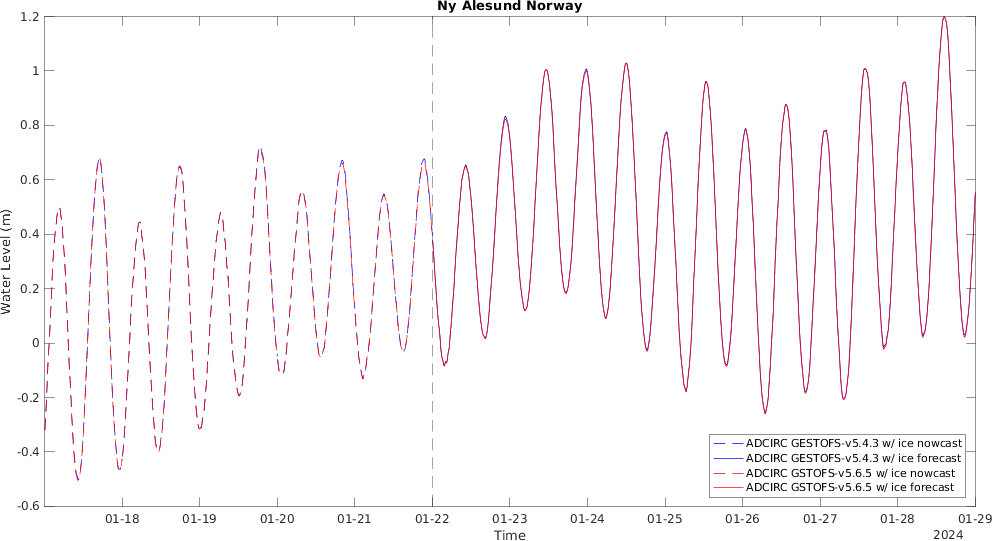 Ny Alesund Norway
Water Level (m)
1.2
1
0.8
0.6
0.4
0.2
0
-0.2
-0.4
-0.6
ADCIRC GESTOFS-v5.4.3 w/ ice nowcast
ADCIRC GESTOFS-v5.4.3 w/ ice forecast
ADCIRC GSTOFS-v5.6.5 w/ ice nowcast
ADCIRC GSTOFS-v5.6.5 w/ ice forecast
01-18 01-19 01-20 01-21 01-22 01-23 01-24 01-25 01-26 01-27 01-28 01-29
Time
2024